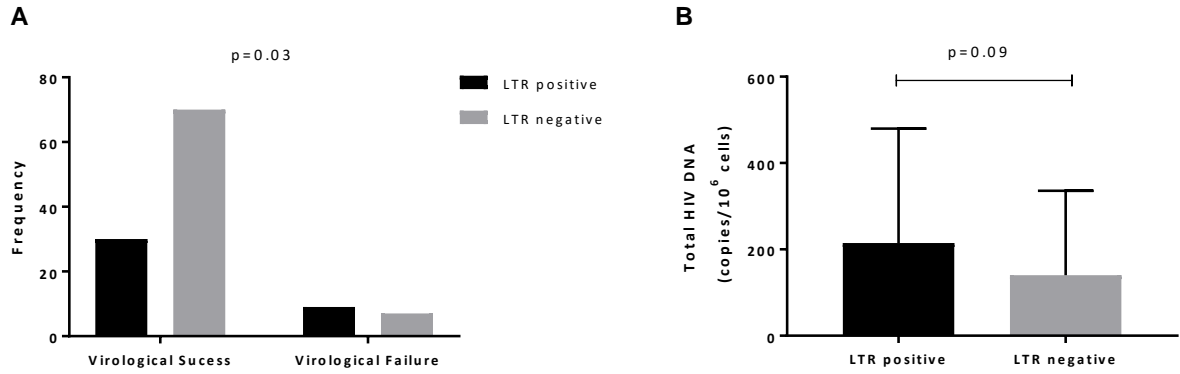 A
p=0.03
80
60
40
20
0
Frequency
Virological Sucess
Virological Failure
LTR positive
LTR negative
B
p=0.09
600
400
200
0
Total HIV DNA
(copies/10⁶ cells)
LTR positive
LTR negative